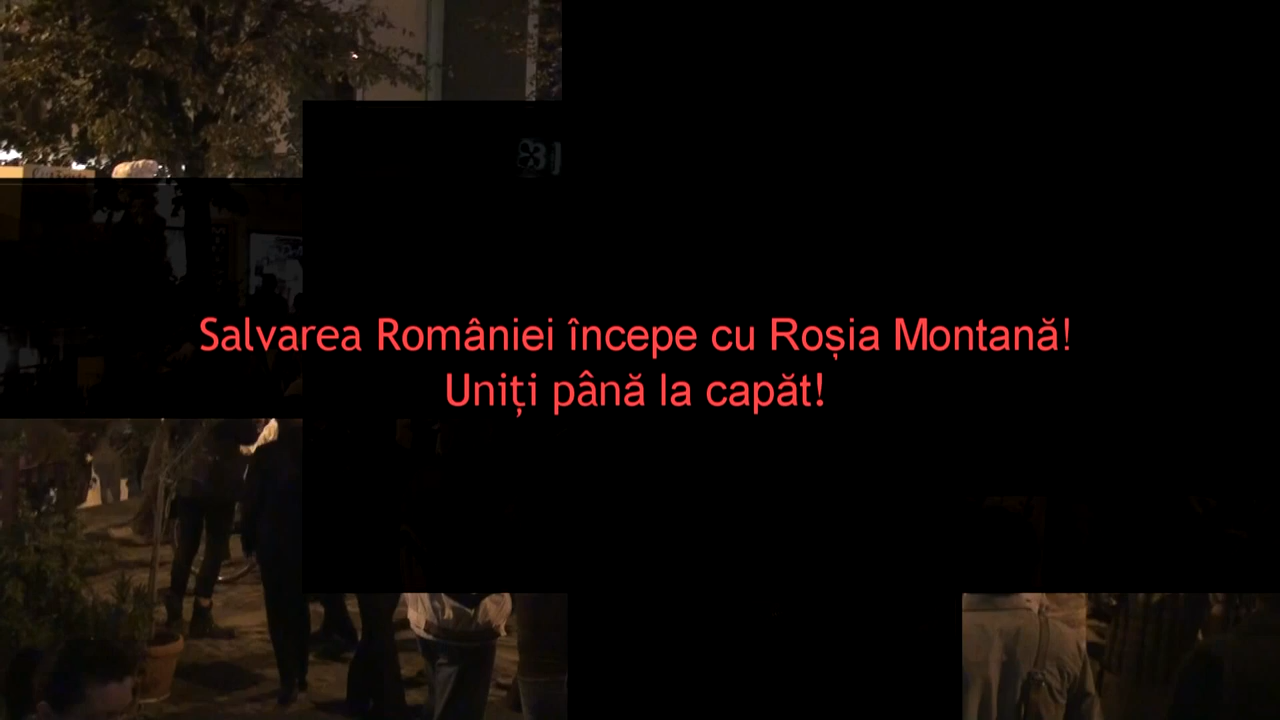 Salvarea României începe cu Roșia Montană!
Uniți până la capăt!